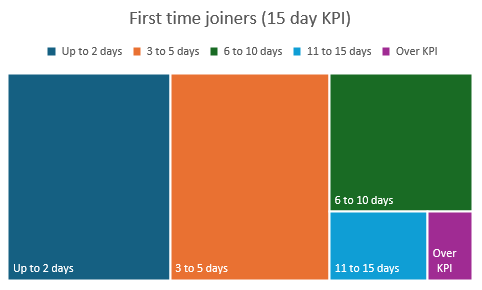 First time joiners (15 day KPI)
Up to 2 days 3 to 5 days 6 to 10 days 11 to 15 days Over KPI
6 to 10 days
Up to 2 days
3 to 5 days
11 to 15 days
Over
KPI